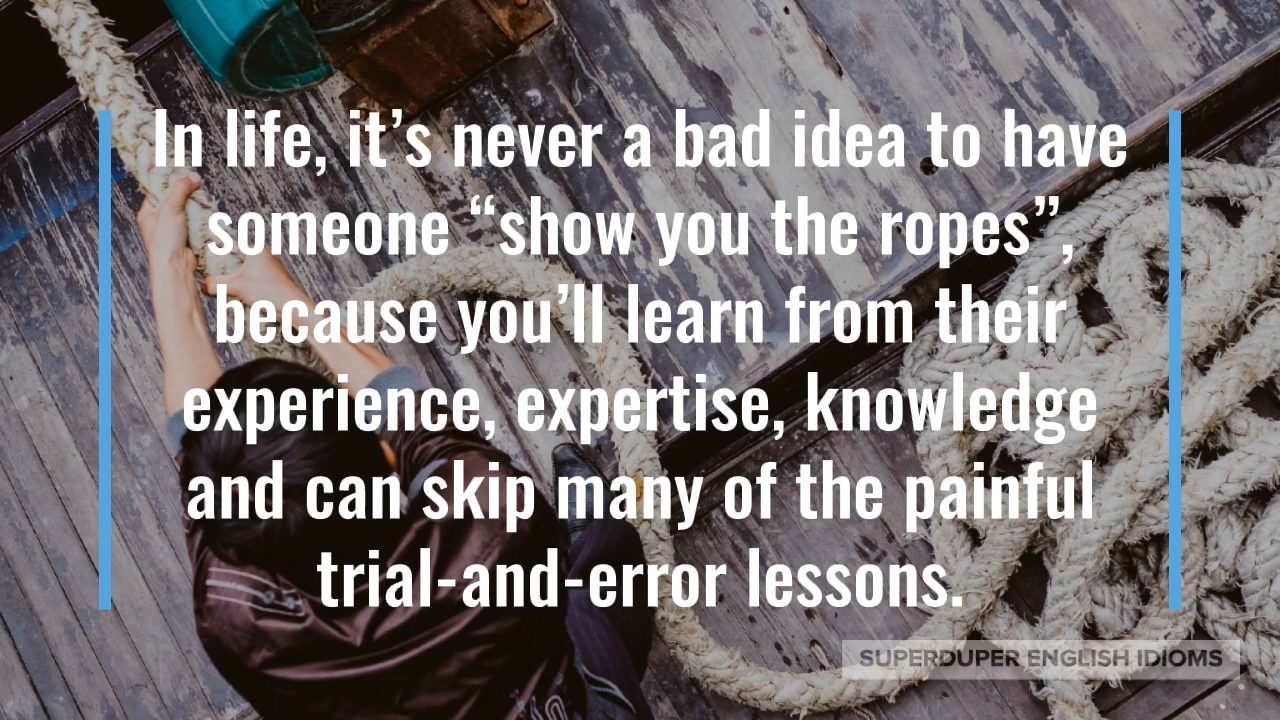 In life, it’s never a bad idea to have
someone “show you the ropes”,
because you’ll learn from their
experience, expertise, knowledge
and can skip many of the painful
trial-and-error lessons.
SUPERDUPER ENGLISH IDIOMS